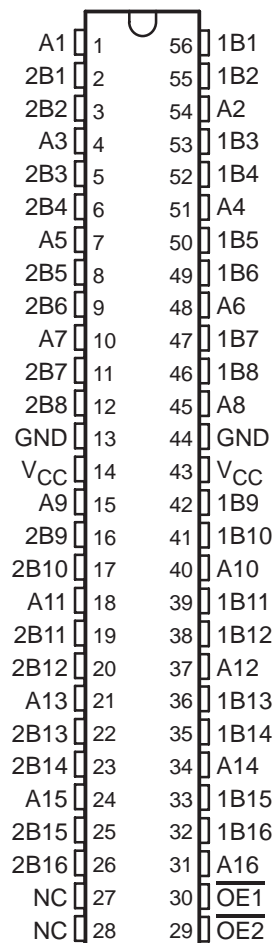 A1 1 56 1B1
2B1 2 55 1B2
2B2 3 54 A2
A3 4 53 1B3
2B3 5 52 1B4
2B4 6 51 A4
A5 7 50 1B5
2B5 8 49 1B6
2B6 9 48 A6
A7 10 47 1B7
2B7 11 46 1B8
2B8 12 45 A8
GND 13 44 GND
VCC 14 43 VCC
A9 15 42 1B9
2B9 16 41 1B10
2B10 17 40 A10
A11 18 39 1B11
2B11 19 38 1B12
2B12 20 37 A12
A13 21 36 1B13
2B13 22 35 1B14
2B14 23 34 A14
A15 24 33 1B15
2B15 25 32 1B16
2B16 26 31 A16
NC 27 30 OE1
NC 28 29 OE2